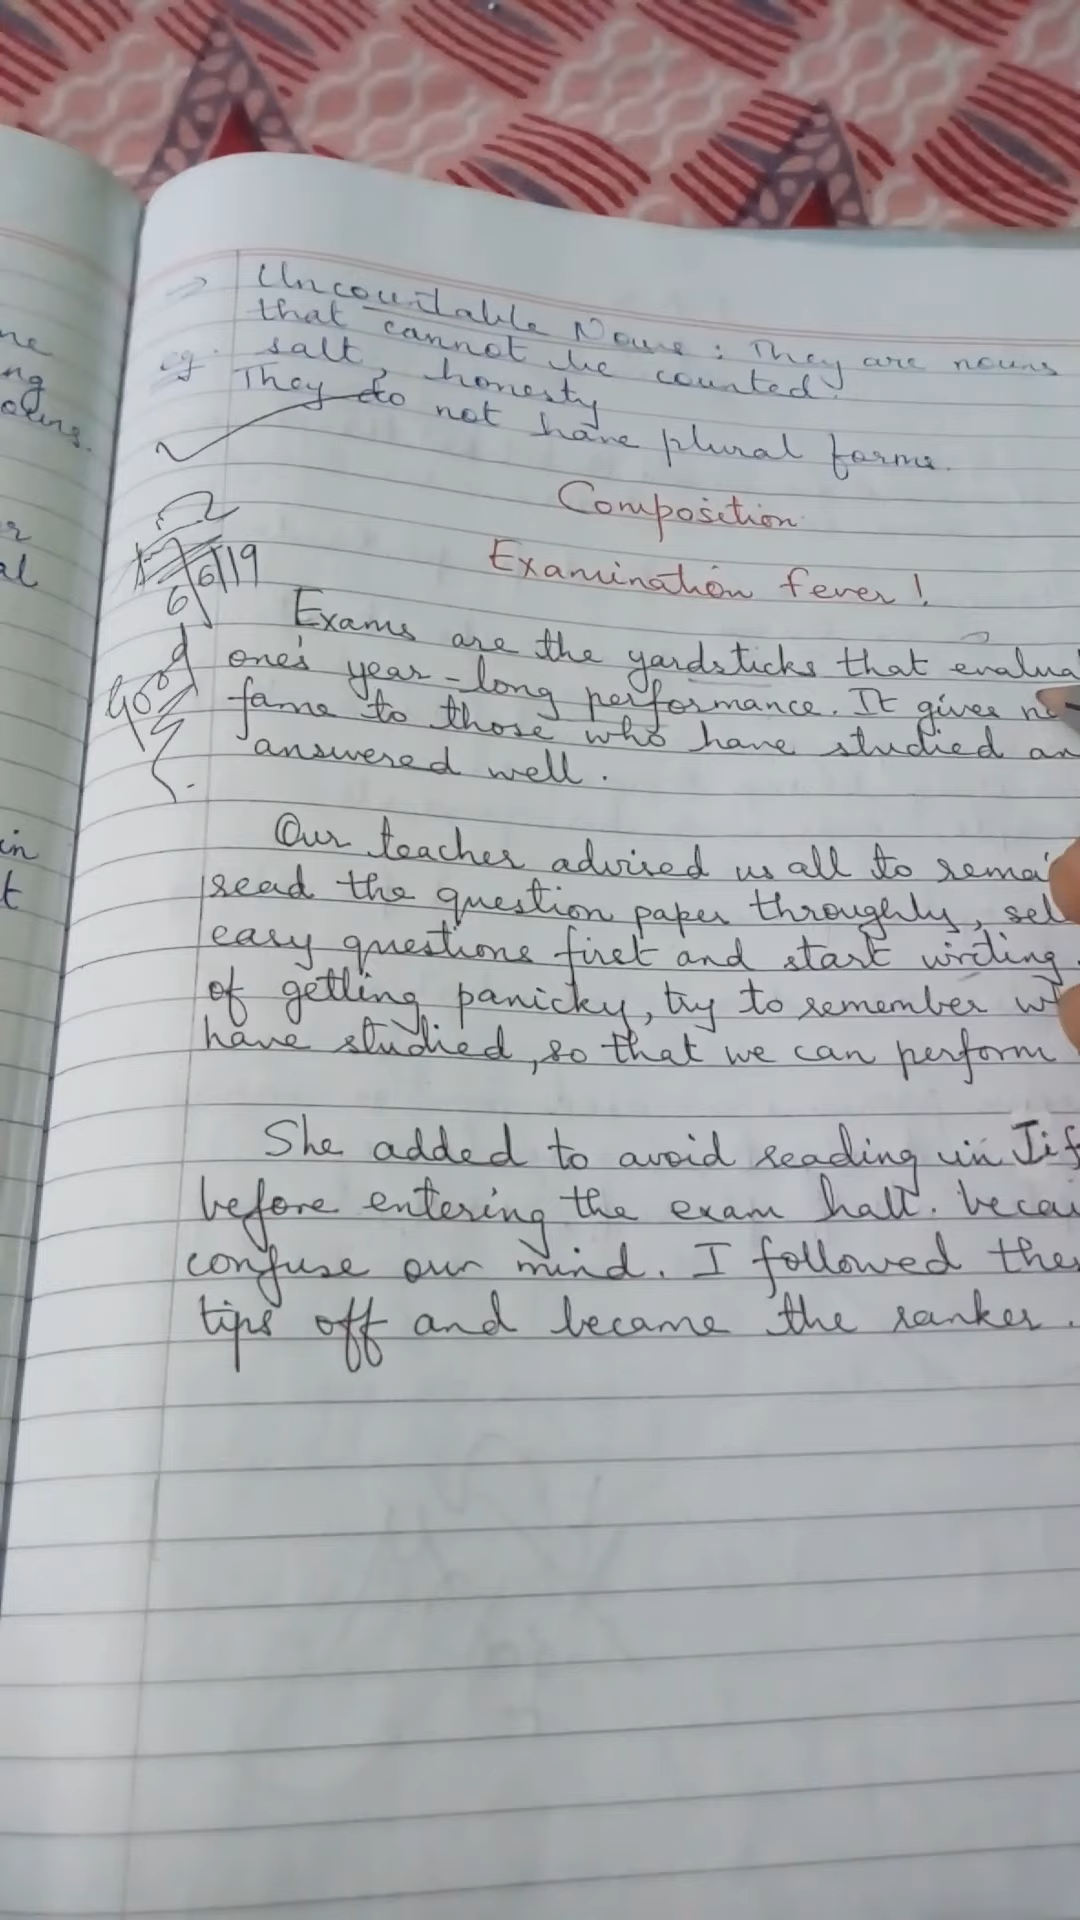 ne
ng
ouns.
r
al
in
t
⇒ Uncountable Nouns : They are nouns
that cannot be counted.
eg. salt, honesty
They do not have plural forms.
Composition
Examination fever!
6/19
Good
Exams are the yardsticks that evalua
one's year-long performance. It gives n
fame to those who have studied an
answered well.
Our teacher advised us all to remai
read the question paper throughly, sel
easy questions first and start writing.
of getting panicky, try to remember w
have studied, so that we can perform
She added to avoid reading in Jif
before entering the exam hall. becau
confuse our mind. I followed the
tips off and became the ranker.